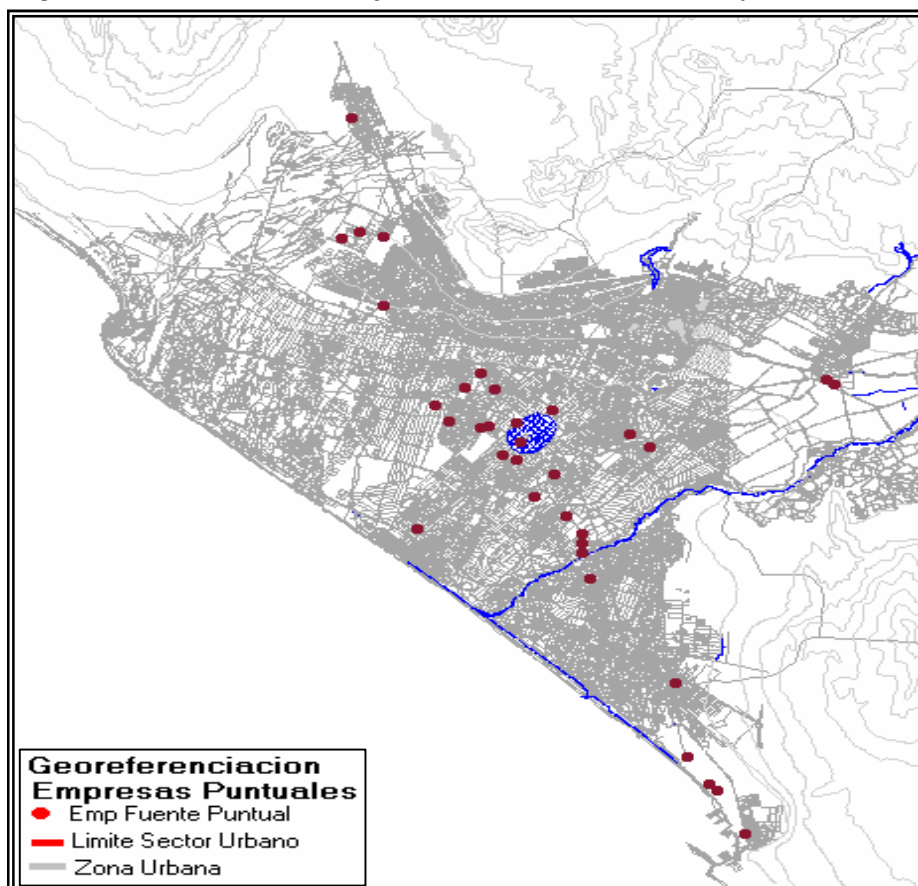 Georeferenciacion
Empresas Puntuales
Emp Fuente Puntual
Limite Sector Urbano
Zona Urbana